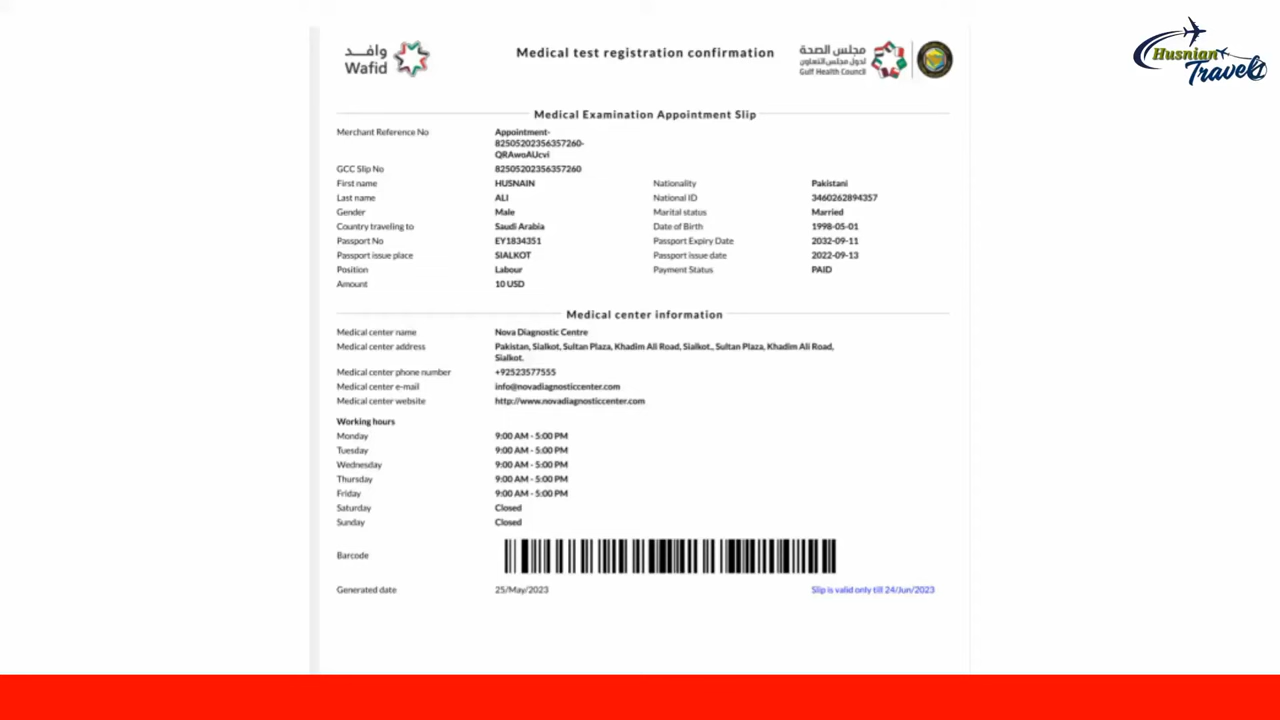 وافد
Wafid
Medical test registration confirmation
مجلس الصحة
لدول مجلس التعاون
Gulf Health Council
Husnian
Travels
Medical Examination Appointment Slip
Merchant Reference No Appointment-
82505202356357260-
QRAwoAUcvi
GCC Slip No 82505202356357260
First name HUSNAIN Nationality Pakistani
Last name ALI National ID 3460262894357
Gender Male Marital status Married
Country traveling to Saudi Arabia Date of Birth 1998-05-01
Passport No EY1834351 Passport Expiry Date 2032-09-11
Passport issue place SIALKOT Passport issue date 2022-09-13
Position Labour Payment Status PAID
Amount 10 USD
Medical center information
Medical center name Nova Diagnostic Centre
Medical center address Pakistan, Sialkot, Sultan Plaza, Khadim Ali Road, Sialkot., Sultan Plaza, Khadim Ali Road,
Sialkot.
Medical center phone number +92523577555
Medical center e-mail info@novadiagnosticcenter.com
Medical center website http://www.novadiagnosticcenter.com
Working hours
Monday 9:00 AM - 5:00 PM
Tuesday 9:00 AM - 5:00 PM
Wednesday 9:00 AM - 5:00 PM
Thursday 9:00 AM - 5:00 PM
Friday 9:00 AM - 5:00 PM
Saturday Closed
Sunday Closed
Barcode
Generated date 25/May/2023 Slip is valid only till 24/Jun/2023